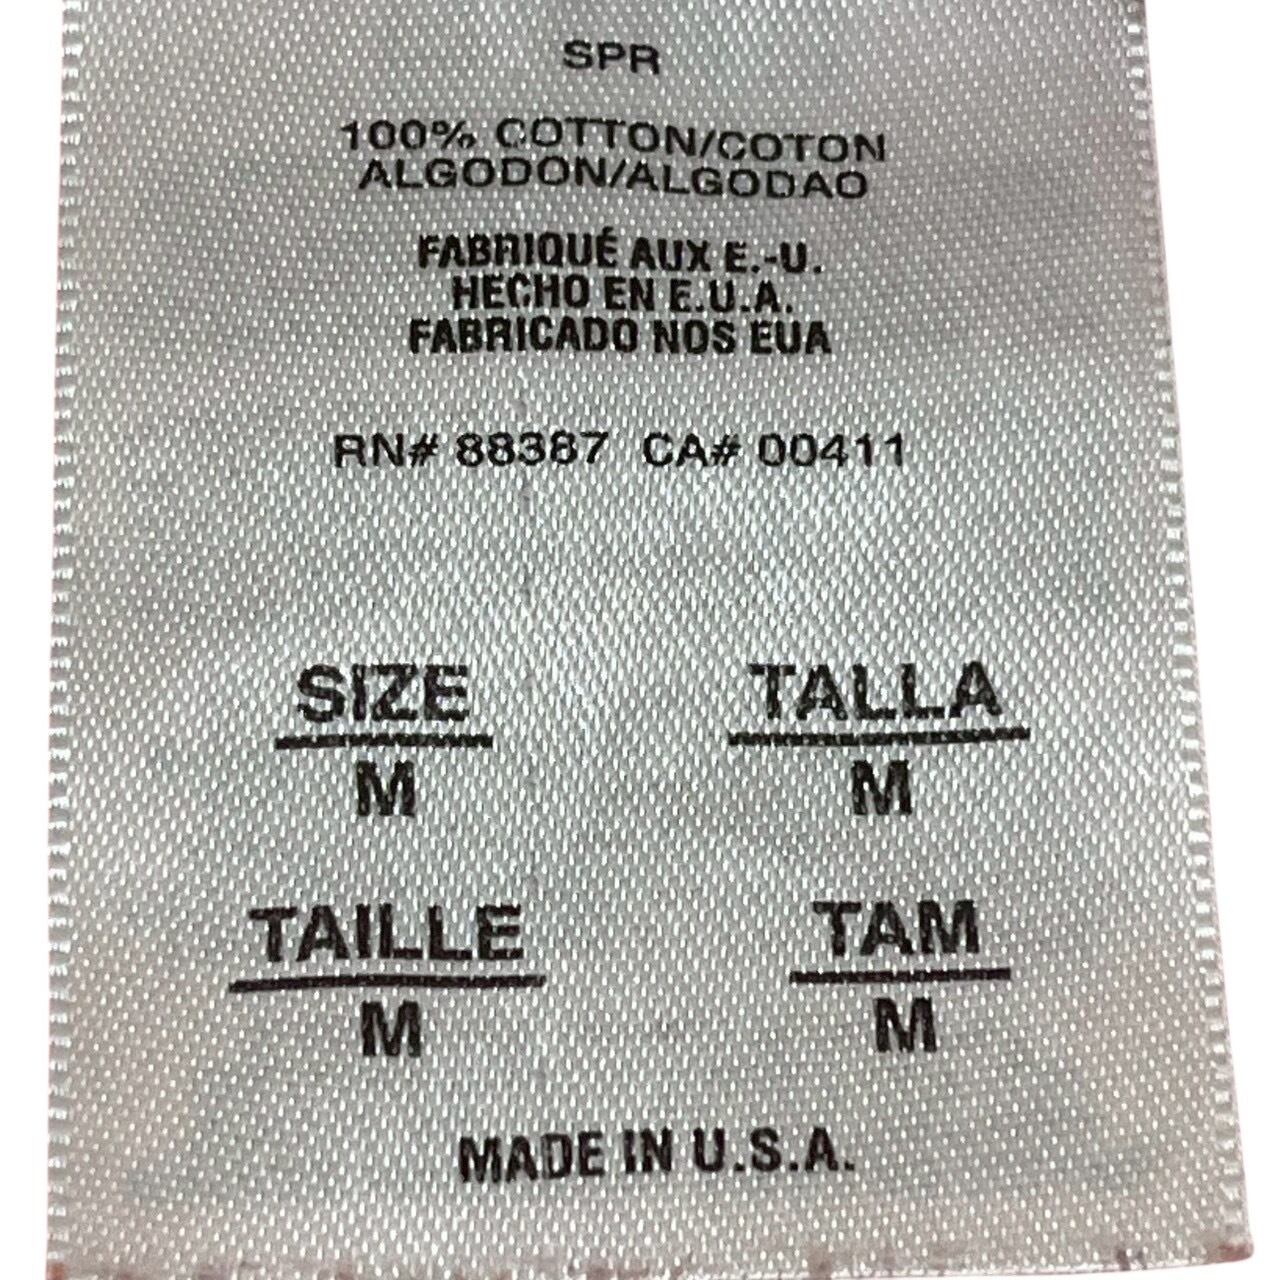 SPR
100% COTTON/COTON
ALGODON/ALGODAO
FABRIQUÉ AUX E.-U.
HECHO EN E.U.A.
FABRICADO NOS EUA
RN# 88387 CA# 00411
SIZE TALLA
M M
TAILLE TAM
M M
MADE IN U.S.A.